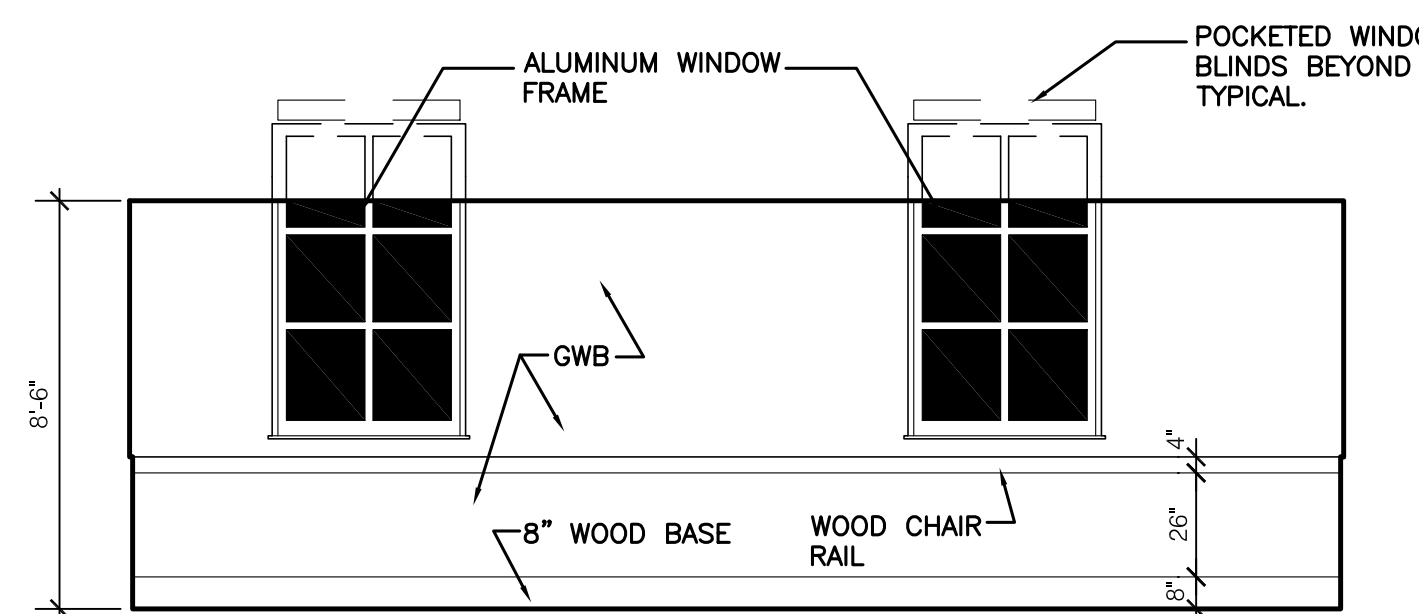 POCKETED
BLINDS BEYOND
TYPICAL.
ALUMINUM WINDOW
FRAME
8'-6"
GWB
4"
26"
8"
8” WOOD BASE
WOOD CHAIR
RAIL